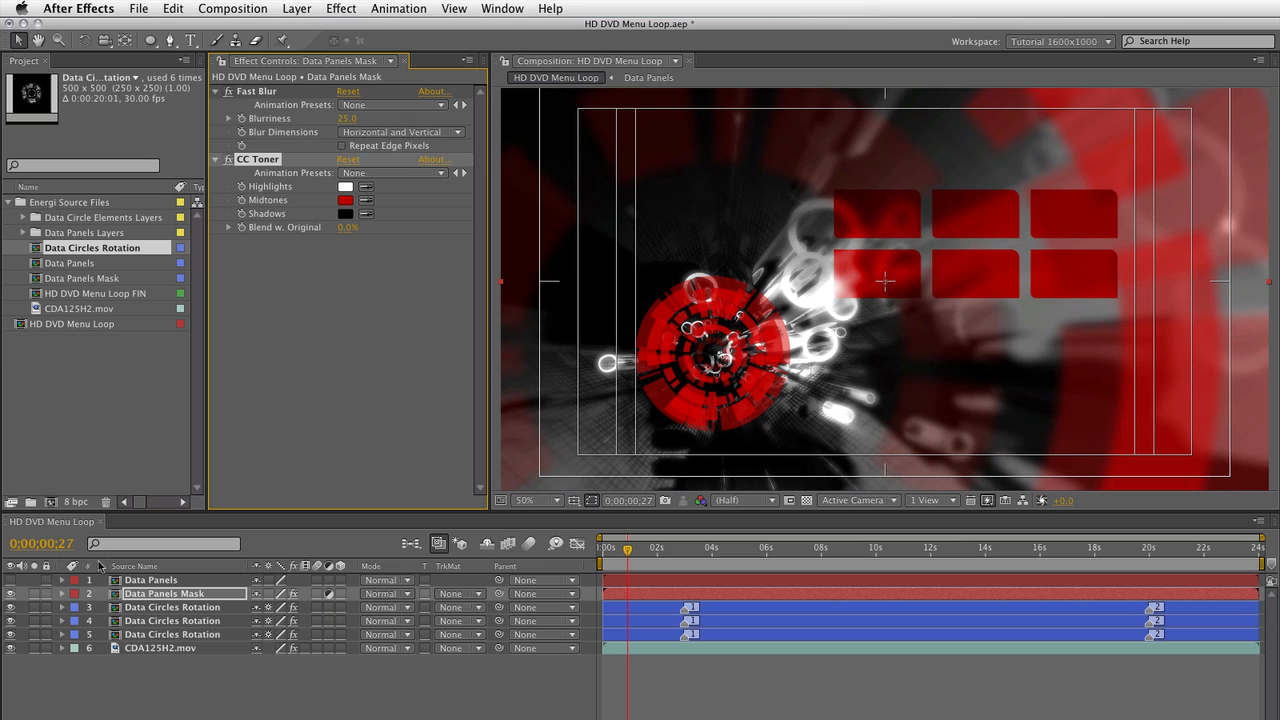 After Effects File Edit Composition Layer Effect Animation View Window Help
HD DVD Menu Loop.aep *
Workspace: Tutorial 1600x1000 Search Help
Project
Data Ci...tation ▾, used 6 times
500 x 500 (250 x 250) (1.00)
Δ 0:00:20:01, 30.00 fps
Name Typ
Energi Source Files
Data Circle Elements Layers
Data Panels Layers
Data Circles Rotation
Data Panels
Data Panels Mask
HD DVD Menu Loop FIN
CDA125H2.mov
HD DVD Menu Loop
8 bpc
Effect Controls: Data Panels Mask
HD DVD Menu Loop • Data Panels Mask
Fast Blur Reset About...
Animation Presets: None
Blurriness 25.0
Blur Dimensions Horizontal and Vertical
Repeat Edge Pixels
CC Toner Reset About...
Animation Presets: None
Highlights
Midtones
Shadows
Blend w. Original 0.0%
Composition: HD DVD Menu Loop
HD DVD Menu Loop Data Panels
50% 0;00;00;27 (Half) Active Camera 1 View +0.0
HD DVD Menu Loop
0;00;00;27
:00s 02s 04s 06s 08s 10s 12s 14s 16s 18s 20s 22s 24s
# Source Name Mode T TrkMat Parent
1 Data Panels Normal None
2 Data Panels Mask Normal None None
3 Data Circles Rotation Normal None None 1 2
4 Data Circles Rotation Normal None None 1 2
5 Data Circles Rotation Normal None None 1 2
6 CDA125H2.mov Normal None None